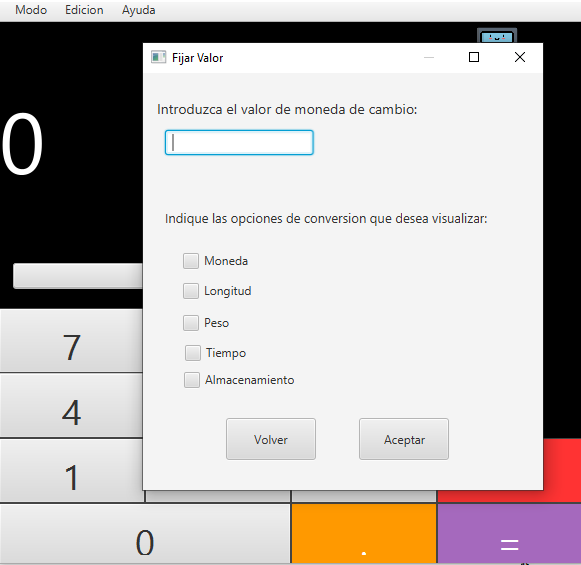 Modo Edicion Ayuda
Fijar Valor
0
Introduzca el valor de moneda de cambio:
Indique las opciones de conversion que desea visualizar:
Moneda
Longitud
Peso
Tiempo
Almacenamiento
Volver Aceptar
7
4
1
0 . =